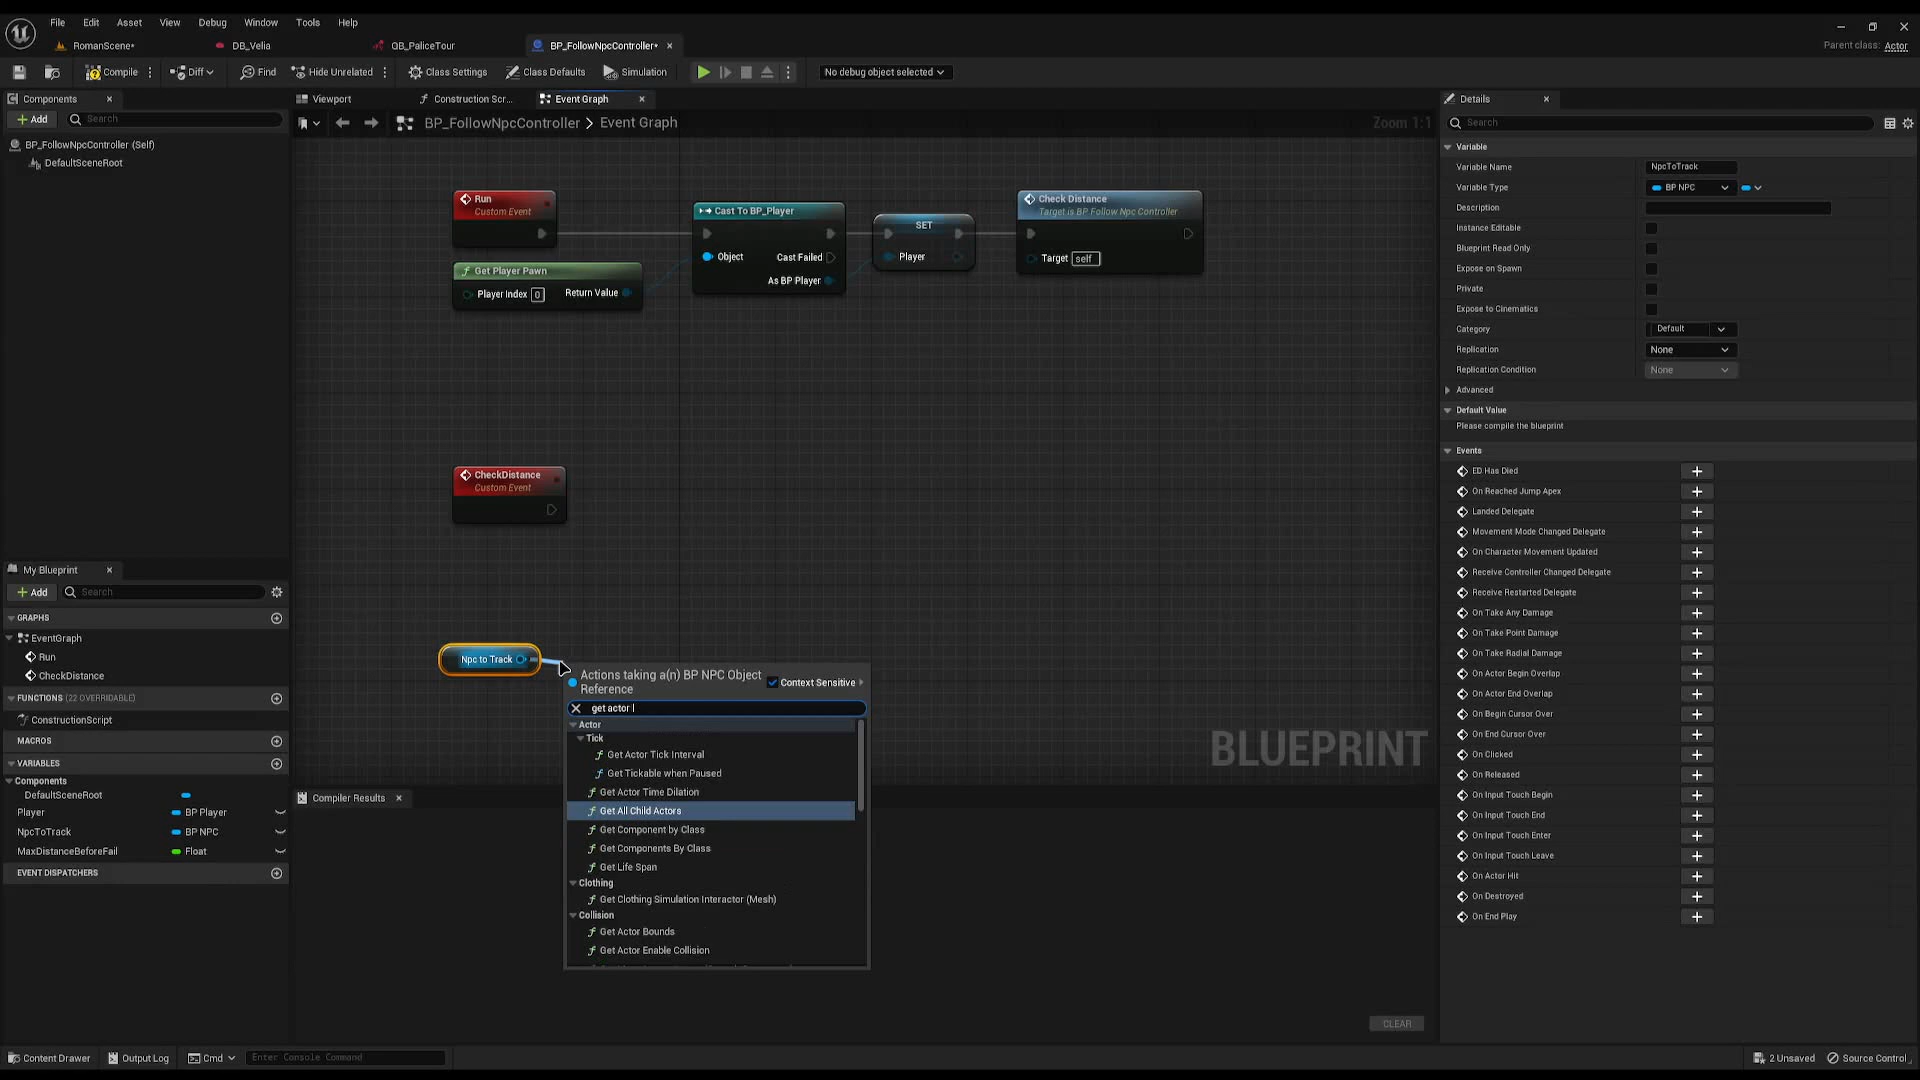 File Edit Asset View Debug Window Tools Help
RomanScene* DB_Velia QB_PaliceTour BP_FollowNpcController*
Parent class: Actor
Compile Diff Find Hide Unrelated Class Settings Class Defaults Simulation No debug object selected
Components
Add Search
BP_FollowNpcController (Self)
DefaultSceneRoot
Viewport Construction Scr... Event Graph
BP_FollowNpcController > Event Graph
Zoom 1:1
Run
Custom Event
Get Player Pawn
Player Index 0 Return Value
Cast To BP_Player
Object Cast Failed
As BP Player
SET
Player
Check Distance
Target is BP Follow Npc Controller
Target self
CheckDistance
Custom Event
Npc to Track
Actions taking a(n) BP NPC Object
Reference
Context Sensitive
get actor l
Actor
Tick
Get Actor Tick Interval
Get Tickable when Paused
Get Actor Time Dilation
Get All Child Actors
Get Component by Class
Get Components By Class
Get Life Span
Clothing
Get Clothing Simulation Interactor (Mesh)
Collision
Get Actor Bounds
Get Actor Enable Collision
BLUEPRINT
My Blueprint
Add Search
GRAPHS
EventGraph
Run
CheckDistance
FUNCTIONS (22 OVERRIDABLE)
ConstructionScript
MACROS
VARIABLES
Components
DefaultSceneRoot
Player BP Player
NpcToTrack BP NPC
MaxDistanceBeforeFail Float
EVENT DISPATCHERS
Compiler Results
CLEAR
Details
Search
Variable
Variable Name NpcToTrack
Variable Type BP NPC
Description
Instance Editable
Blueprint Read Only
Expose on Spawn
Private
Expose to Cinematics
Category Default
Replication None
Replication Condition None
Advanced
Default Value
Please compile the blueprint
Events
ED Has Died
On Reached Jump Apex
Landed Delegate
Movement Mode Changed Delegate
On Character Movement Updated
Receive Controller Changed Delegate
Receive Restarted Delegate
On Take Any Damage
On Take Point Damage
On Take Radial Damage
On Actor Begin Overlap
On Actor End Overlap
On Begin Cursor Over
On End Cursor Over
On Clicked
On Released
On Input Touch Begin
On Input Touch End
On Input Touch Enter
On Input Touch Leave
On Actor Hit
On Destroyed
On End Play
Content Drawer Output Log Cmd Enter Console Command
2 Unsaved Source Control